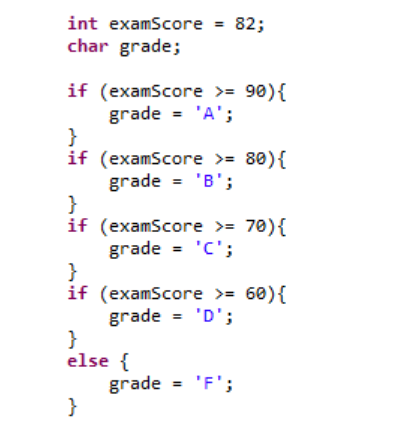 int examScore = 82;
char grade;
if (examScore >= 90){
grade = 'A';
}
if (examScore >= 80){
grade = 'B';
}
if (examScore >= 70){
grade = 'C';
}
if (examScore >= 60){
grade = 'D';
}
else {
grade = 'F';
}